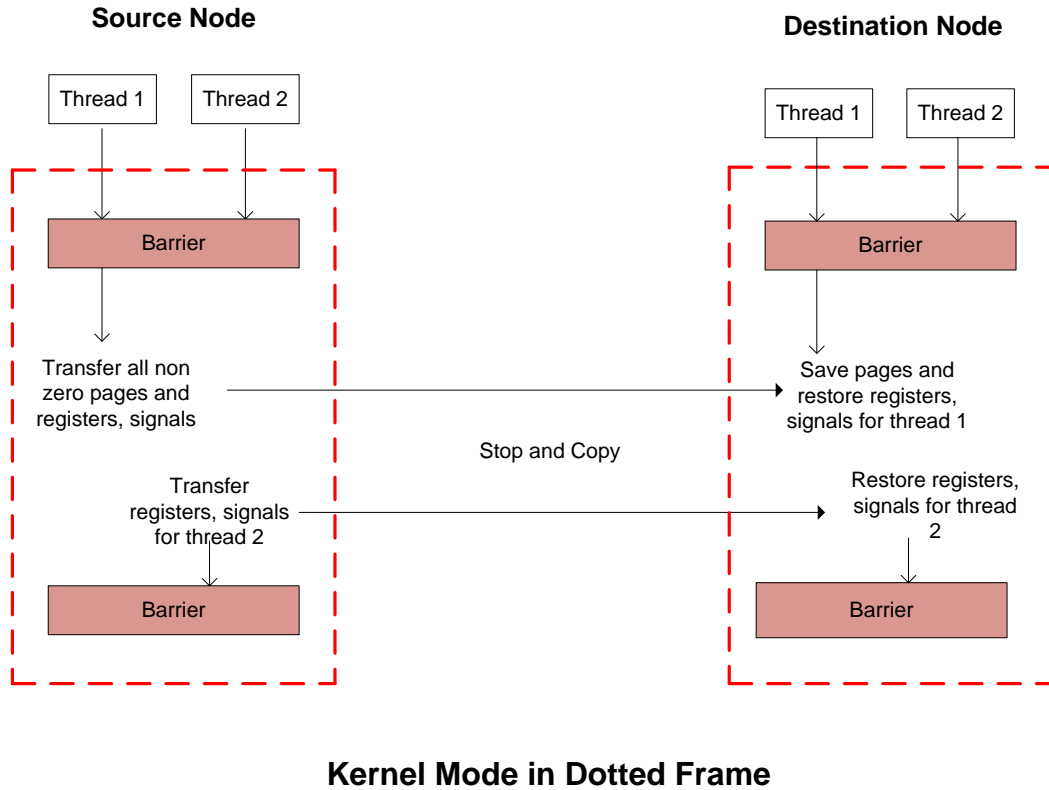 Source Node
Destination Node
Thread 1
Thread 2
Thread 1
Thread 2
Barrier
Barrier
Transfer all non
zero pages and
registers, signals
Save pages and
restore registers,
signals for thread 1
Stop and Copy
Transfer
registers, signals
for thread 2
Restore registers,
signals for thread
2
Barrier
Barrier
Kernel Mode in Dotted Frame